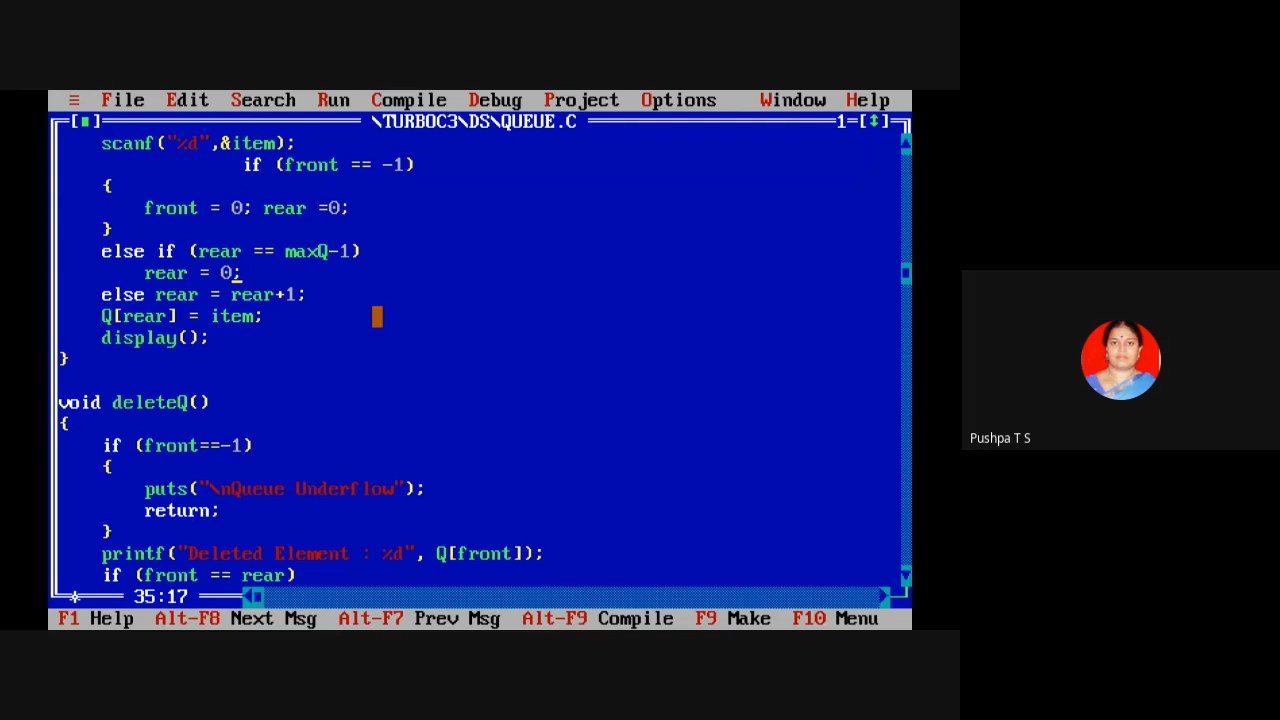 ≡ File Edit Search Run Compile Debug Project Options Window Help
\TURBOC3\DS\QUEUE.C 1
scanf("%d",&item);
if (front == -1)
{
front = 0; rear =0;
}
else if (rear == maxQ-1)
rear = 0;
else rear = rear+1;
Q[rear] = item;
display();
}
void deleteQ()
{
if (front==-1)
{
puts("\nQueue Underflow");
return;
}
printf("Deleted Element : %d", Q[front]);
if (front == rear)
35:17
F1 Help Alt-F8 Next Msg Alt-F7 Prev Msg Alt-F9 Compile F9 Make F10 Menu
Pushpa T S